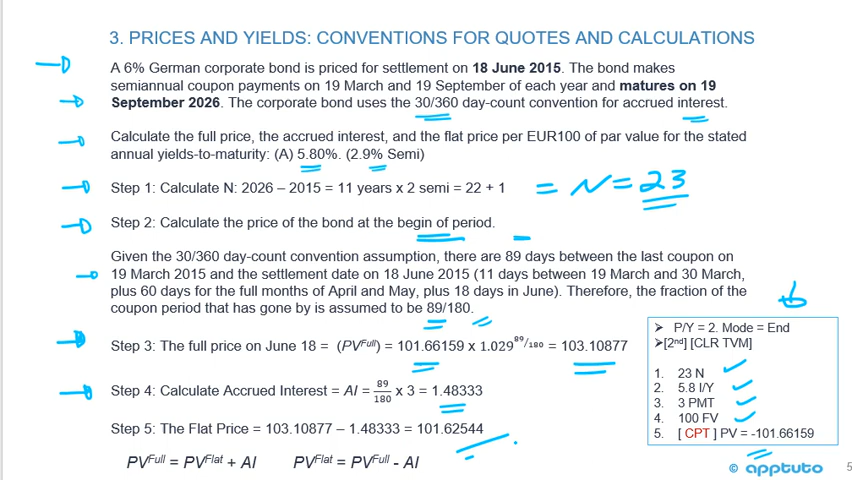 3. PRICES AND YIELDS: CONVENTIONS FOR QUOTES AND CALCULATIONS
A 6% German corporate bond is priced for settlement on 18 June 2015. The bond makes
semiannual coupon payments on 19 March and 19 September of each year and matures on 19
September 2026. The corporate bond uses the 30/360 day-count convention for accrued interest.
Calculate the full price, the accrued interest, and the flat price per EUR100 of par value for the stated
annual yields-to-maturity: (A) 5.80%. (2.9% Semi)
Step 1: Calculate N: 2026 – 2015 = 11 years x 2 semi = 22 + 1 = N = 23
Step 2: Calculate the price of the bond at the begin of period.
Given the 30/360 day-count convention assumption, there are 89 days between the last coupon on
19 March 2015 and the settlement date on 18 June 2015 (11 days between 19 March and 30 March,
plus 60 days for the full months of April and May, plus 18 days in June). Therefore, the fraction of the
coupon period that has gone by is assumed to be 89/180.
Step 3: The full price on June 18 = (PV^Full) = 101.66159 x 1.029^89/180 = 103.10877
Step 4: Calculate Accrued Interest = AI = 89/180 x 3 = 1.48333
Step 5: The Flat Price = 103.10877 – 1.48333 = 101.62544
PV^Full = PV^Flat + AI PV^Flat = PV^Full - AI
➢ P/Y = 2. Mode = End
➢[2nd] [CLR TVM]
1. 23 N
2. 5.8 I/Y
3. 3 PMT
4. 100 FV
5. [ CPT ] PV = -101.66159
© apptuto
5